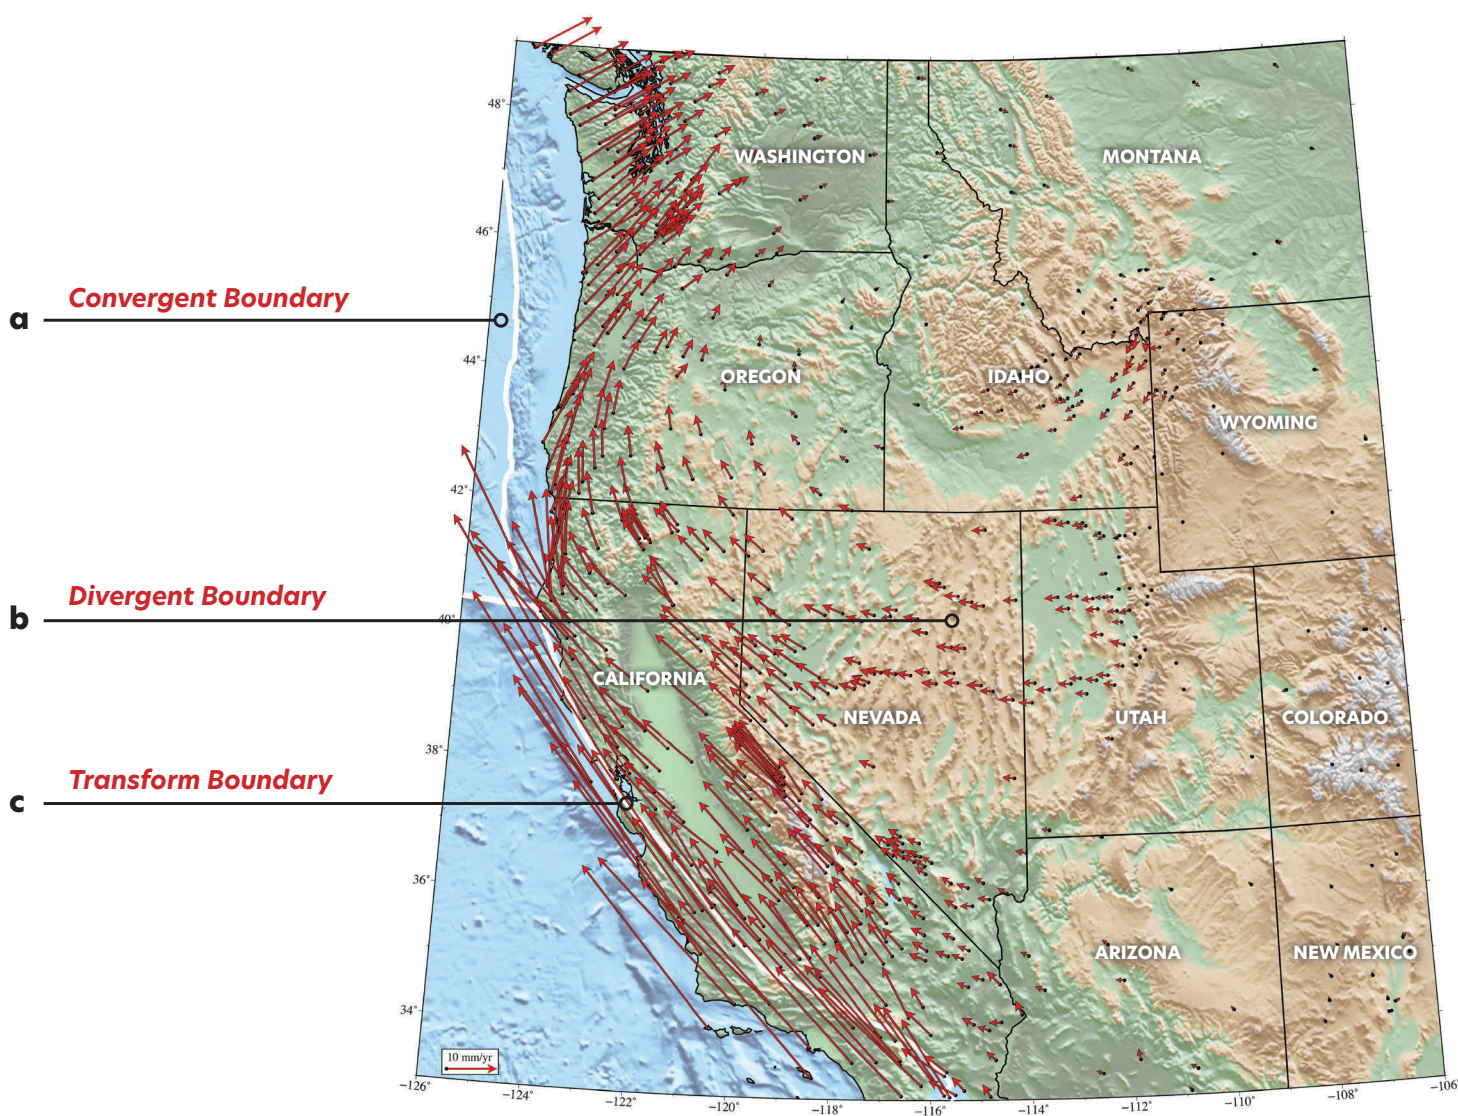 WASHINGTON
MONTANA
48°
46°
a
Convergent Boundary
44°
OREGON
IDAHO
WYOMING
42°
b
Divergent Boundary
40°
CALIFORNIA
NEVADA
UTAH
COLORADO
38°
c
Transform Boundary
36°
ARIZONA
NEW MEXICO
34°
10 mm/yr
−126°
−124°
−122°
−120°
−118°
−116°
−114°
−112°
−110°
−108°
−106°